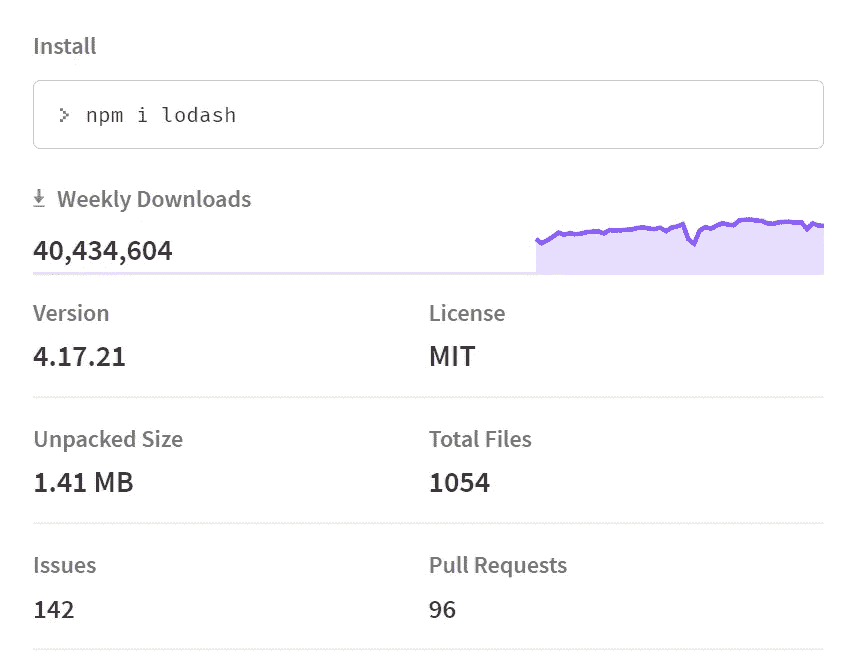 Install
> npm i lodash
Weekly Downloads
40,434,604
Version
License
4.17.21
MIT
Unpacked Size
Total Files
1.41 MB
1054
Issues
Pull Requests
142
96